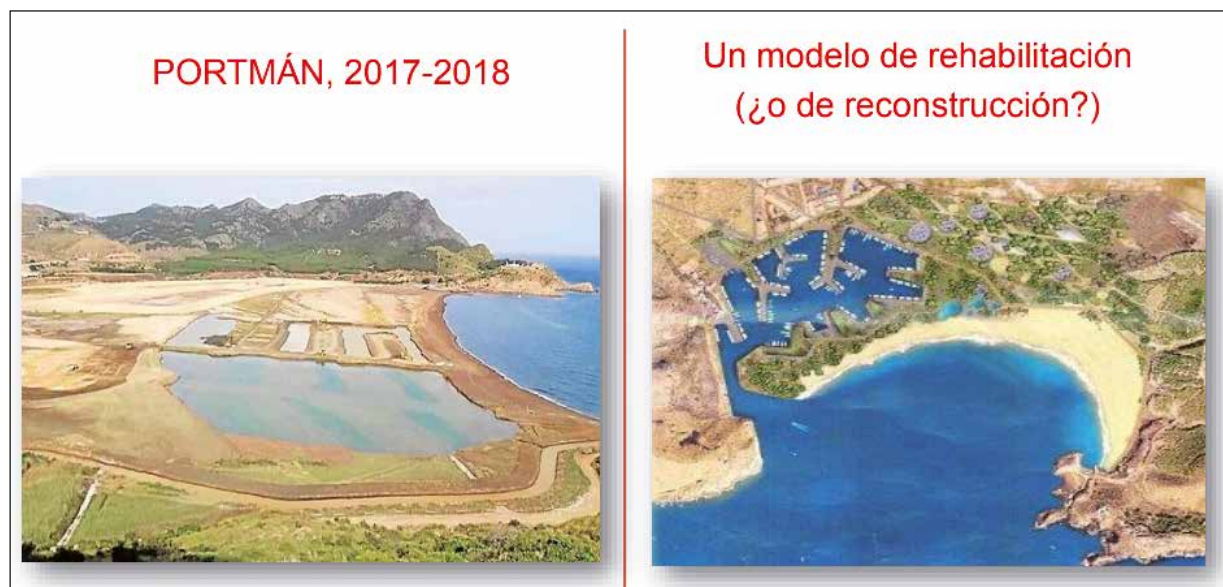 PORTMÁN, 2017-2018
Un modelo de rehabilitación
(¿o de reconstrucción?)